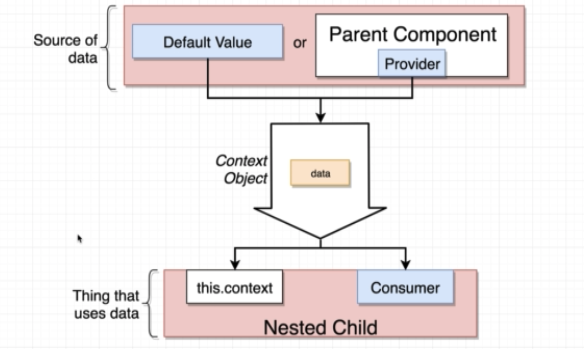 Source of
data
Default Value
or
Parent Component
Provider
Context
Object
data
Thing that
uses data
this.context
Consumer
Nested Child